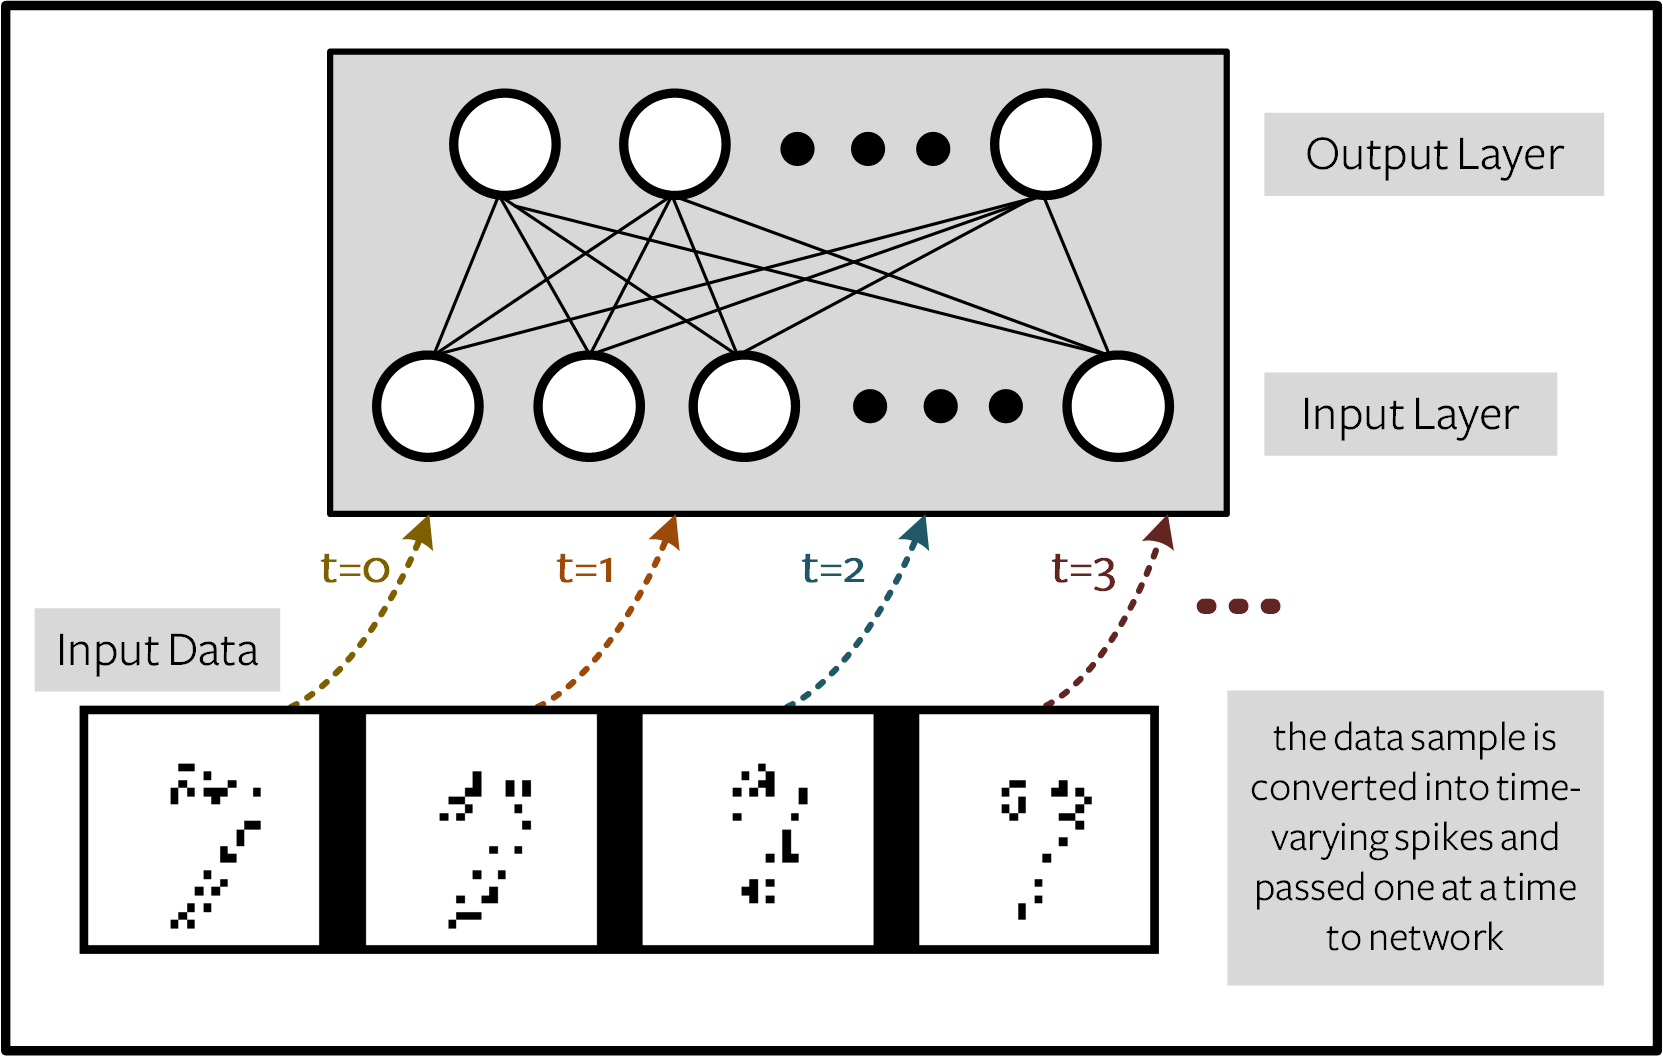 Output Layer
Input Layer
t=0
t=1
t=2
t=3
Input Data
the data sample is
converted into time-
varying spikes and
passed one at a time
to network